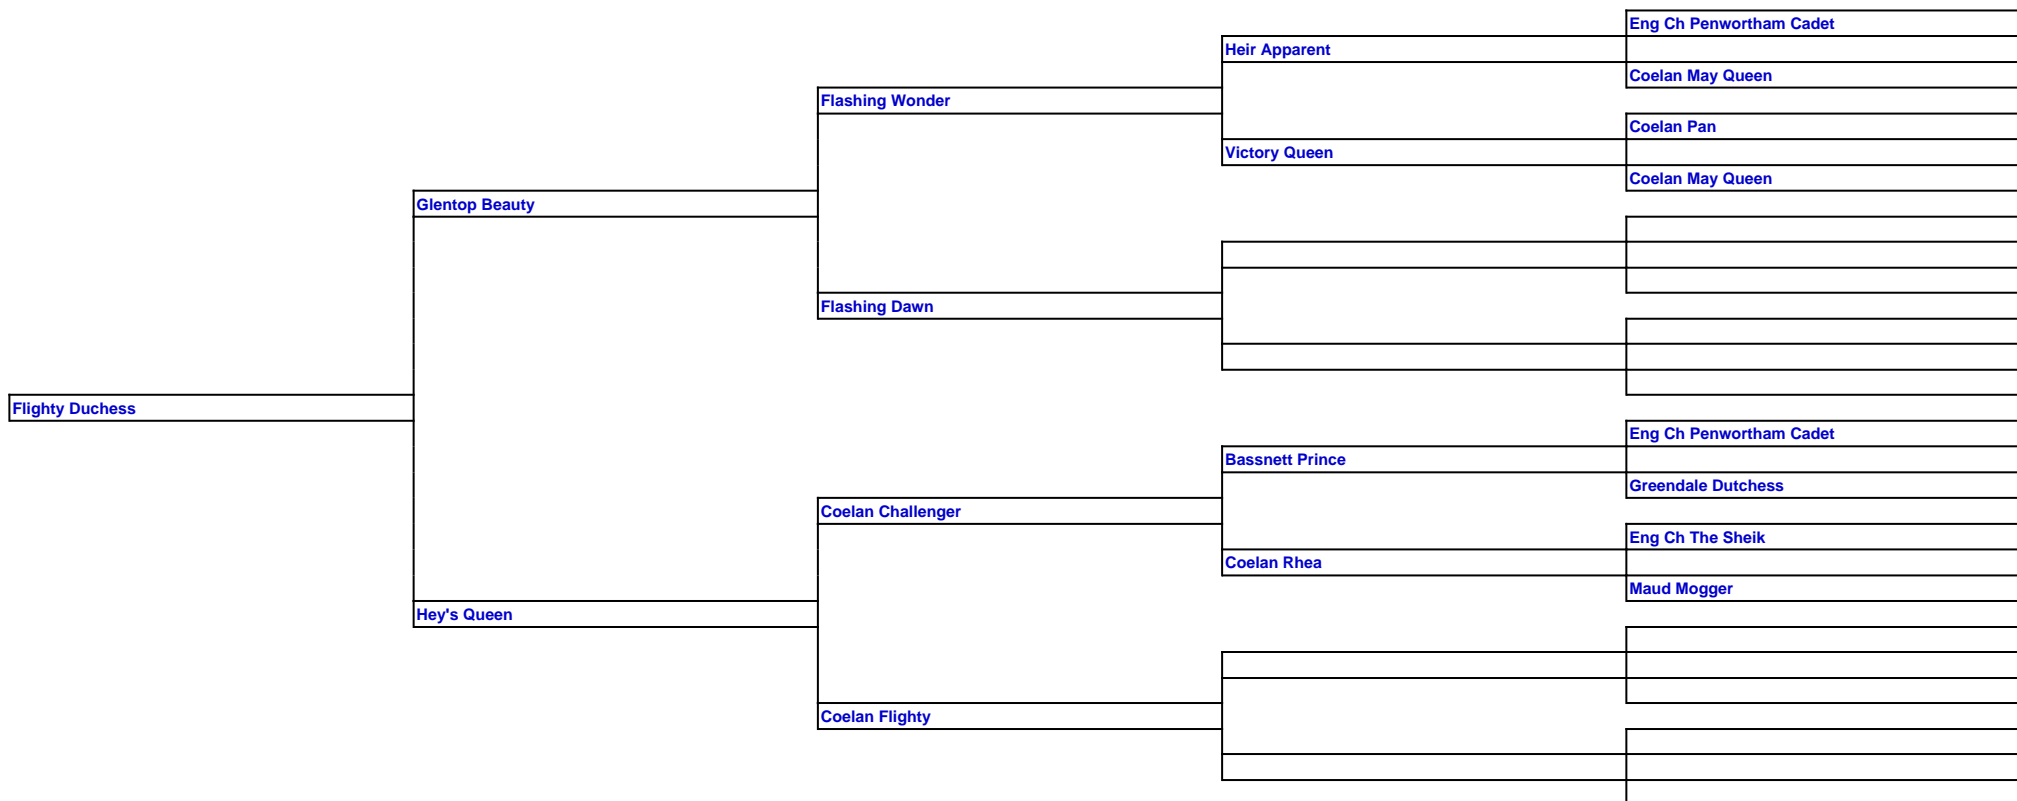 Eng Ch Penwortham Cadet
Heir Apparent
Coelan May Queen
Flashing Wonder
Coelan Pan
Victory Queen
Coelan May Queen
Glentop Beauty
Flashing Dawn
Flighty Duchess
Eng Ch Penwortham Cadet
Bassnett Prince
Greendale Dutchess
Coelan Challenger
Eng Ch The Sheik
Coelan Rhea
Maud Mogger
Hey's Queen
Coelan Flighty